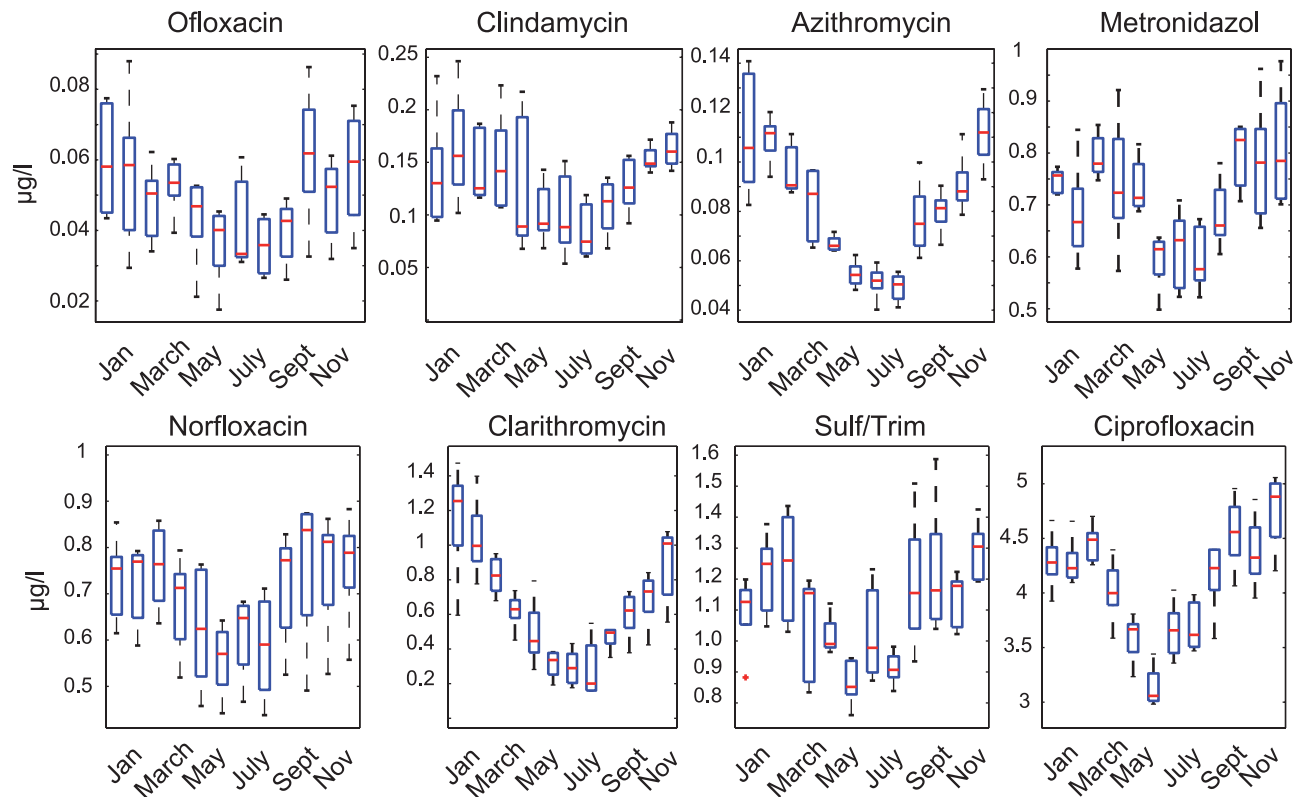 Ofloxacin
Clindamycin
Azithromycin
Metronidazol
µg/l
0.08
0.06
0.04
0.02
0.25
0.2
0.15
0.1
0.05
0.14
0.12
0.1
0.08
0.06
0.04
1
0.9
0.8
0.7
0.6
0.5
Jan March May July Sept Nov
Jan March May July Sept Nov
Jan March May July Sept Nov
Jan March May July Sept Nov
Norfloxacin
Clarithromycin
Sulf/Trim
Ciprofloxacin
µg/l
1
0.9
0.8
0.7
0.6
0.5
1.4
1.2
1.0
0.8
0.6
0.4
0.2
1.6
1.5
1.4
1.3
1.2
1.1
1.0
0.9
0.8
5
4.5
4
3.5
3
Jan March May July Sept Nov
Jan March May July Sept Nov
Jan March May July Sept Nov
Jan March May July Sept Nov